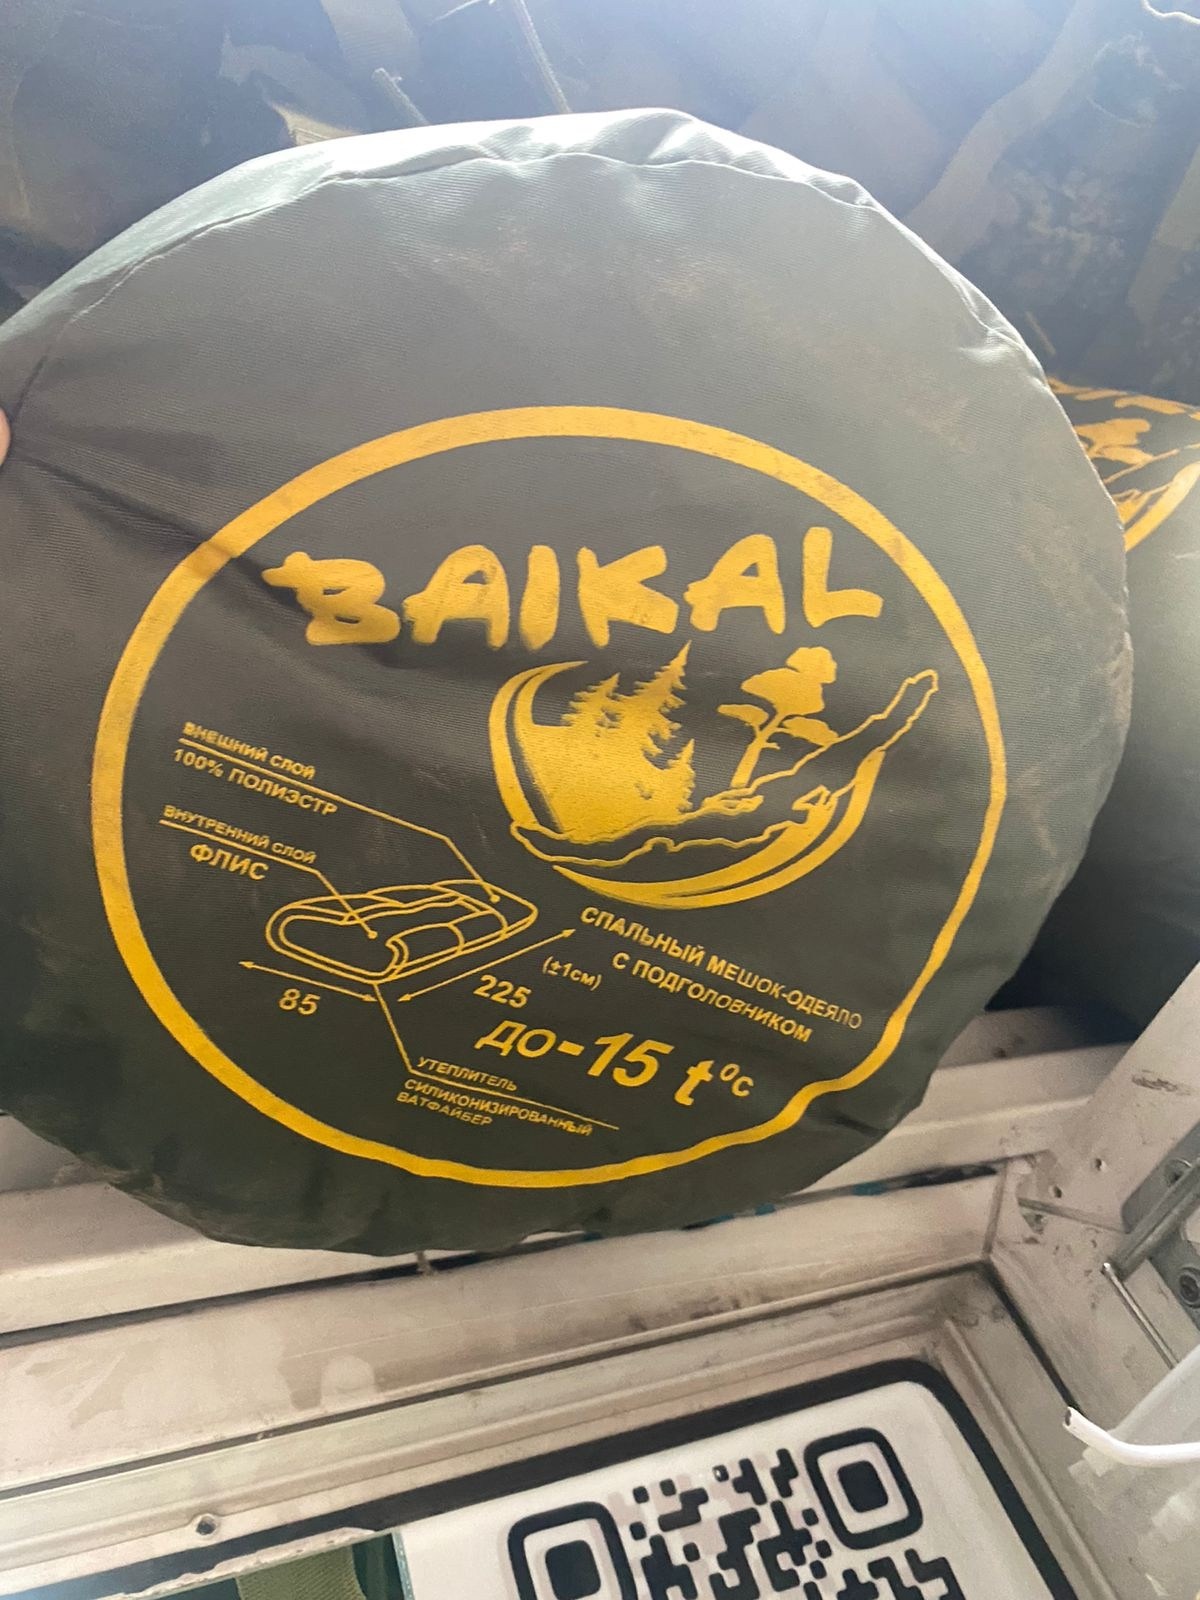 BAIKAL
ВНЕШНИЙ СЛОЙ
100% ПОЛИЭСТР
ВНУТРЕННИЙ СЛОЙ
ФЛИС
СПАЛЬНЫЙ МЕШОК-ОДЕЯЛО
С ПОДГОЛОВНИКОМ
(±1см)
225
85
ДО-15 t°C
УТЕПЛИТЕЛЬ
СИЛИКОНИЗИРОВАННЫЙ
ВАТФАЙБЕР